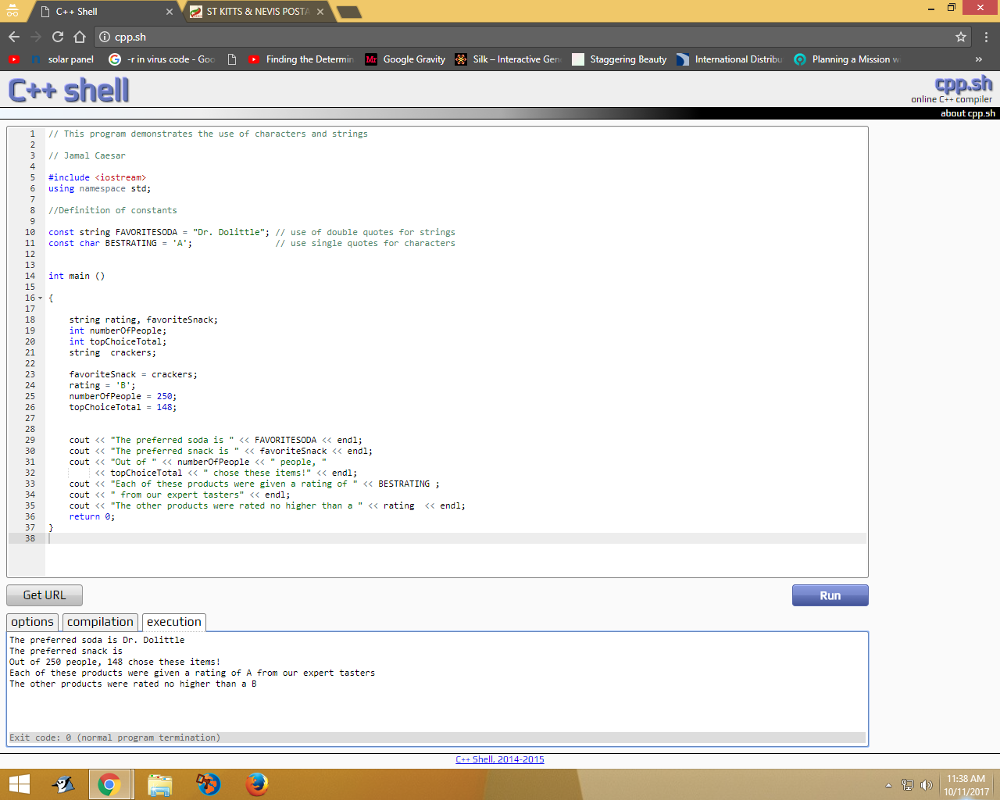 C++ Shell
ST KITTS & NEVIS POSTA
cpp.sh
solar panel
-r in virus code - Goo
Finding the Determin
Google Gravity
Silk – Interactive Gen
Staggering Beauty
International Distribu
Planning a Mission w
»
C++ shell
cpp.sh
online C++ compiler
about cpp.sh
1 // This program demonstrates the use of characters and strings
2
3 // Jamal Caesar
4
5 #include <iostream>
6 using namespace std;
7
8 //Definition of constants
9
10 const string FAVORITESODA = "Dr. Dolittle"; // use of double quotes for strings
11 const char BESTRATING = 'A'; // use single quotes for characters
12
13
14 int main ()
15
16 {
17
18 string rating, favoriteSnack;
19 int numberOfPeople;
20 int topChoiceTotal;
21 string  crackers;
22
23 favoriteSnack = crackers;
24 rating = 'B';
25 numberOfPeople = 250;
26 topChoiceTotal = 148;
27
28
29 cout << "The preferred soda is " << FAVORITESODA << endl;
30 cout << "The preferred snack is " << favoriteSnack << endl;
31 cout << "Out of " << numberOfPeople << " people, "
32 << topChoiceTotal << " chose these items!" << endl;
33 cout << "Each of these products were given a rating of " << BESTRATING ;
34 cout << " from our expert tasters" << endl;
35 cout << "The other products were rated no higher than a " << rating  << endl;
36 return 0;
37 }
38
Get URL
Run
options
compilation
execution
The preferred soda is Dr. Dolittle
The preferred snack is
Out of 250 people, 148 chose these items!
Each of these products were given a rating of A from our expert tasters
The other products were rated no higher than a B
Exit code: 0 (normal program termination)
C++ Shell, 2014-2015
11:38 AM
10/11/2017